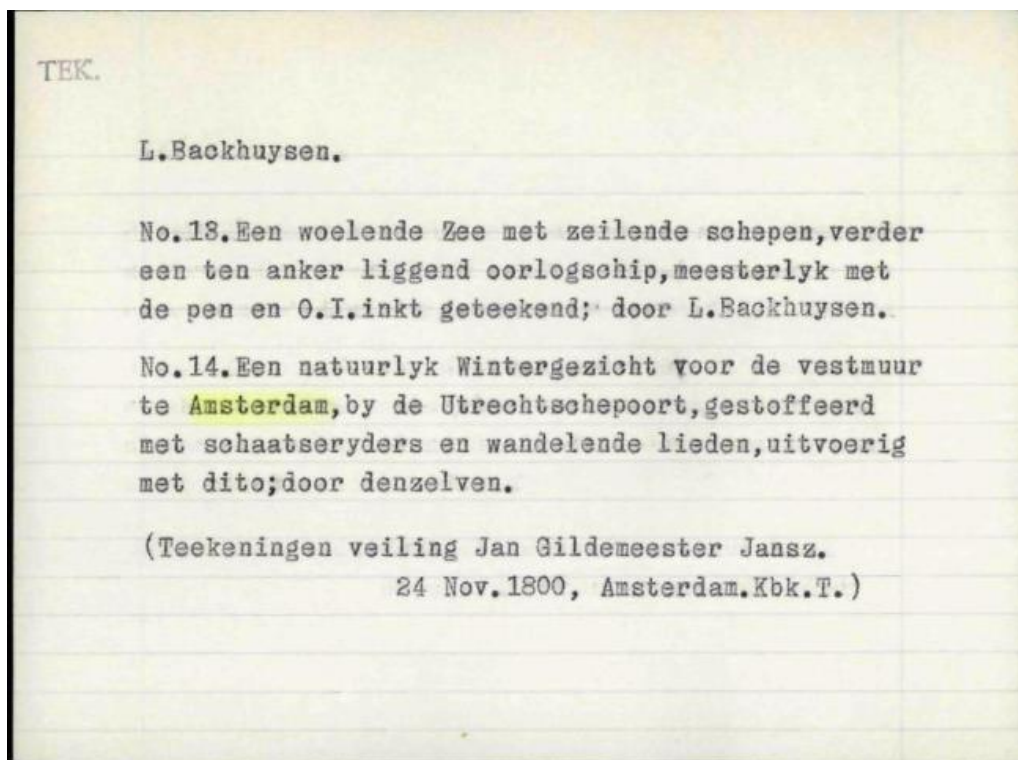 TEK.
L.Backhuysen.
No.13.Een woelende Zee met zeilende schepen,verder
een ten anker liggend oorlogschip,meesterlyk met
de pen en O.I.inkt geteekend; door L.Backhuysen.
No.14.Een natuurlyk Wintergezicht voor de vestmuur
te Amsterdam,by de Utrechtschepoort,gestoffeerd
met schaatseryders en wandelende lieden,uitvoerig
met dito;door denzelven.
(Teekeningen veiling Jan Gildemeester Jansz.
24 Nov.1800, Amsterdam.Kbk.T.)